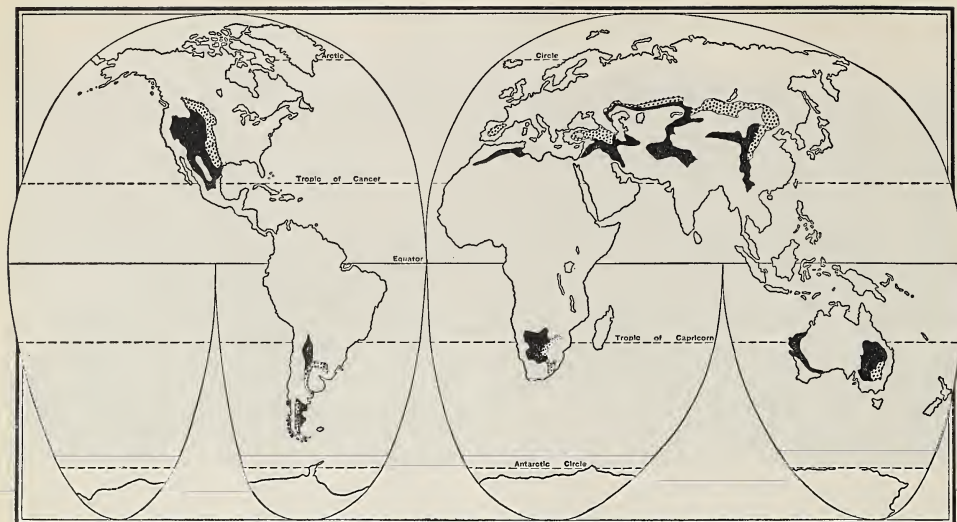 Arctic Circle
Tropic of Cancer
Equator
Tropic of Capricorn
Antarctic Circle